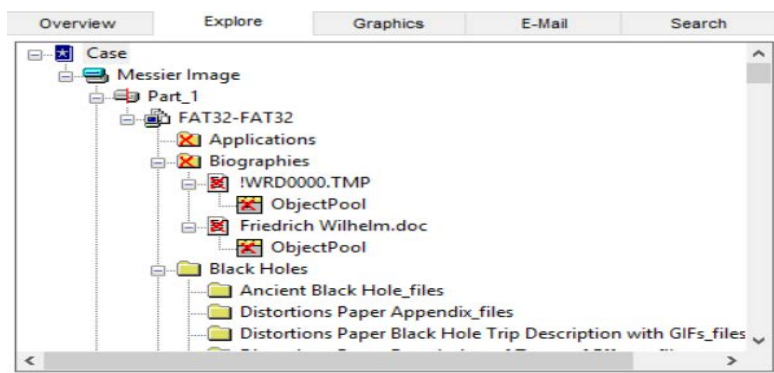 Overview Explore Graphics E-Mail Search
Case
Messier Image
Part_1
FAT32-FAT32
Applications
Biographies
!WRD0000.TMP
ObjectPool
Friedrich Wilhelm.doc
ObjectPool
Black Holes
Ancient Black Hole_files
Distortions Paper Appendix_files
Distortions Paper Black Hole Trip Description with GIFs_files